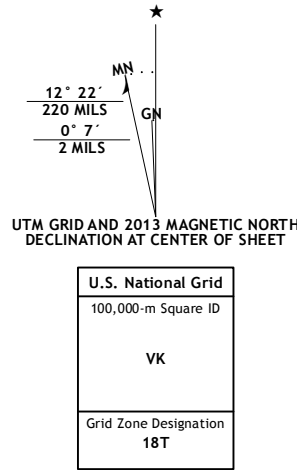 ★
MN
GN
12° 22´
220 MILS
0° 7´
2 MILS
UTM GRID AND 2013 MAGNETIC NORTH
DECLINATION AT CENTER OF SHEET
U.S. National Grid
100,000-m Square ID
VK
Grid Zone Designation
18T